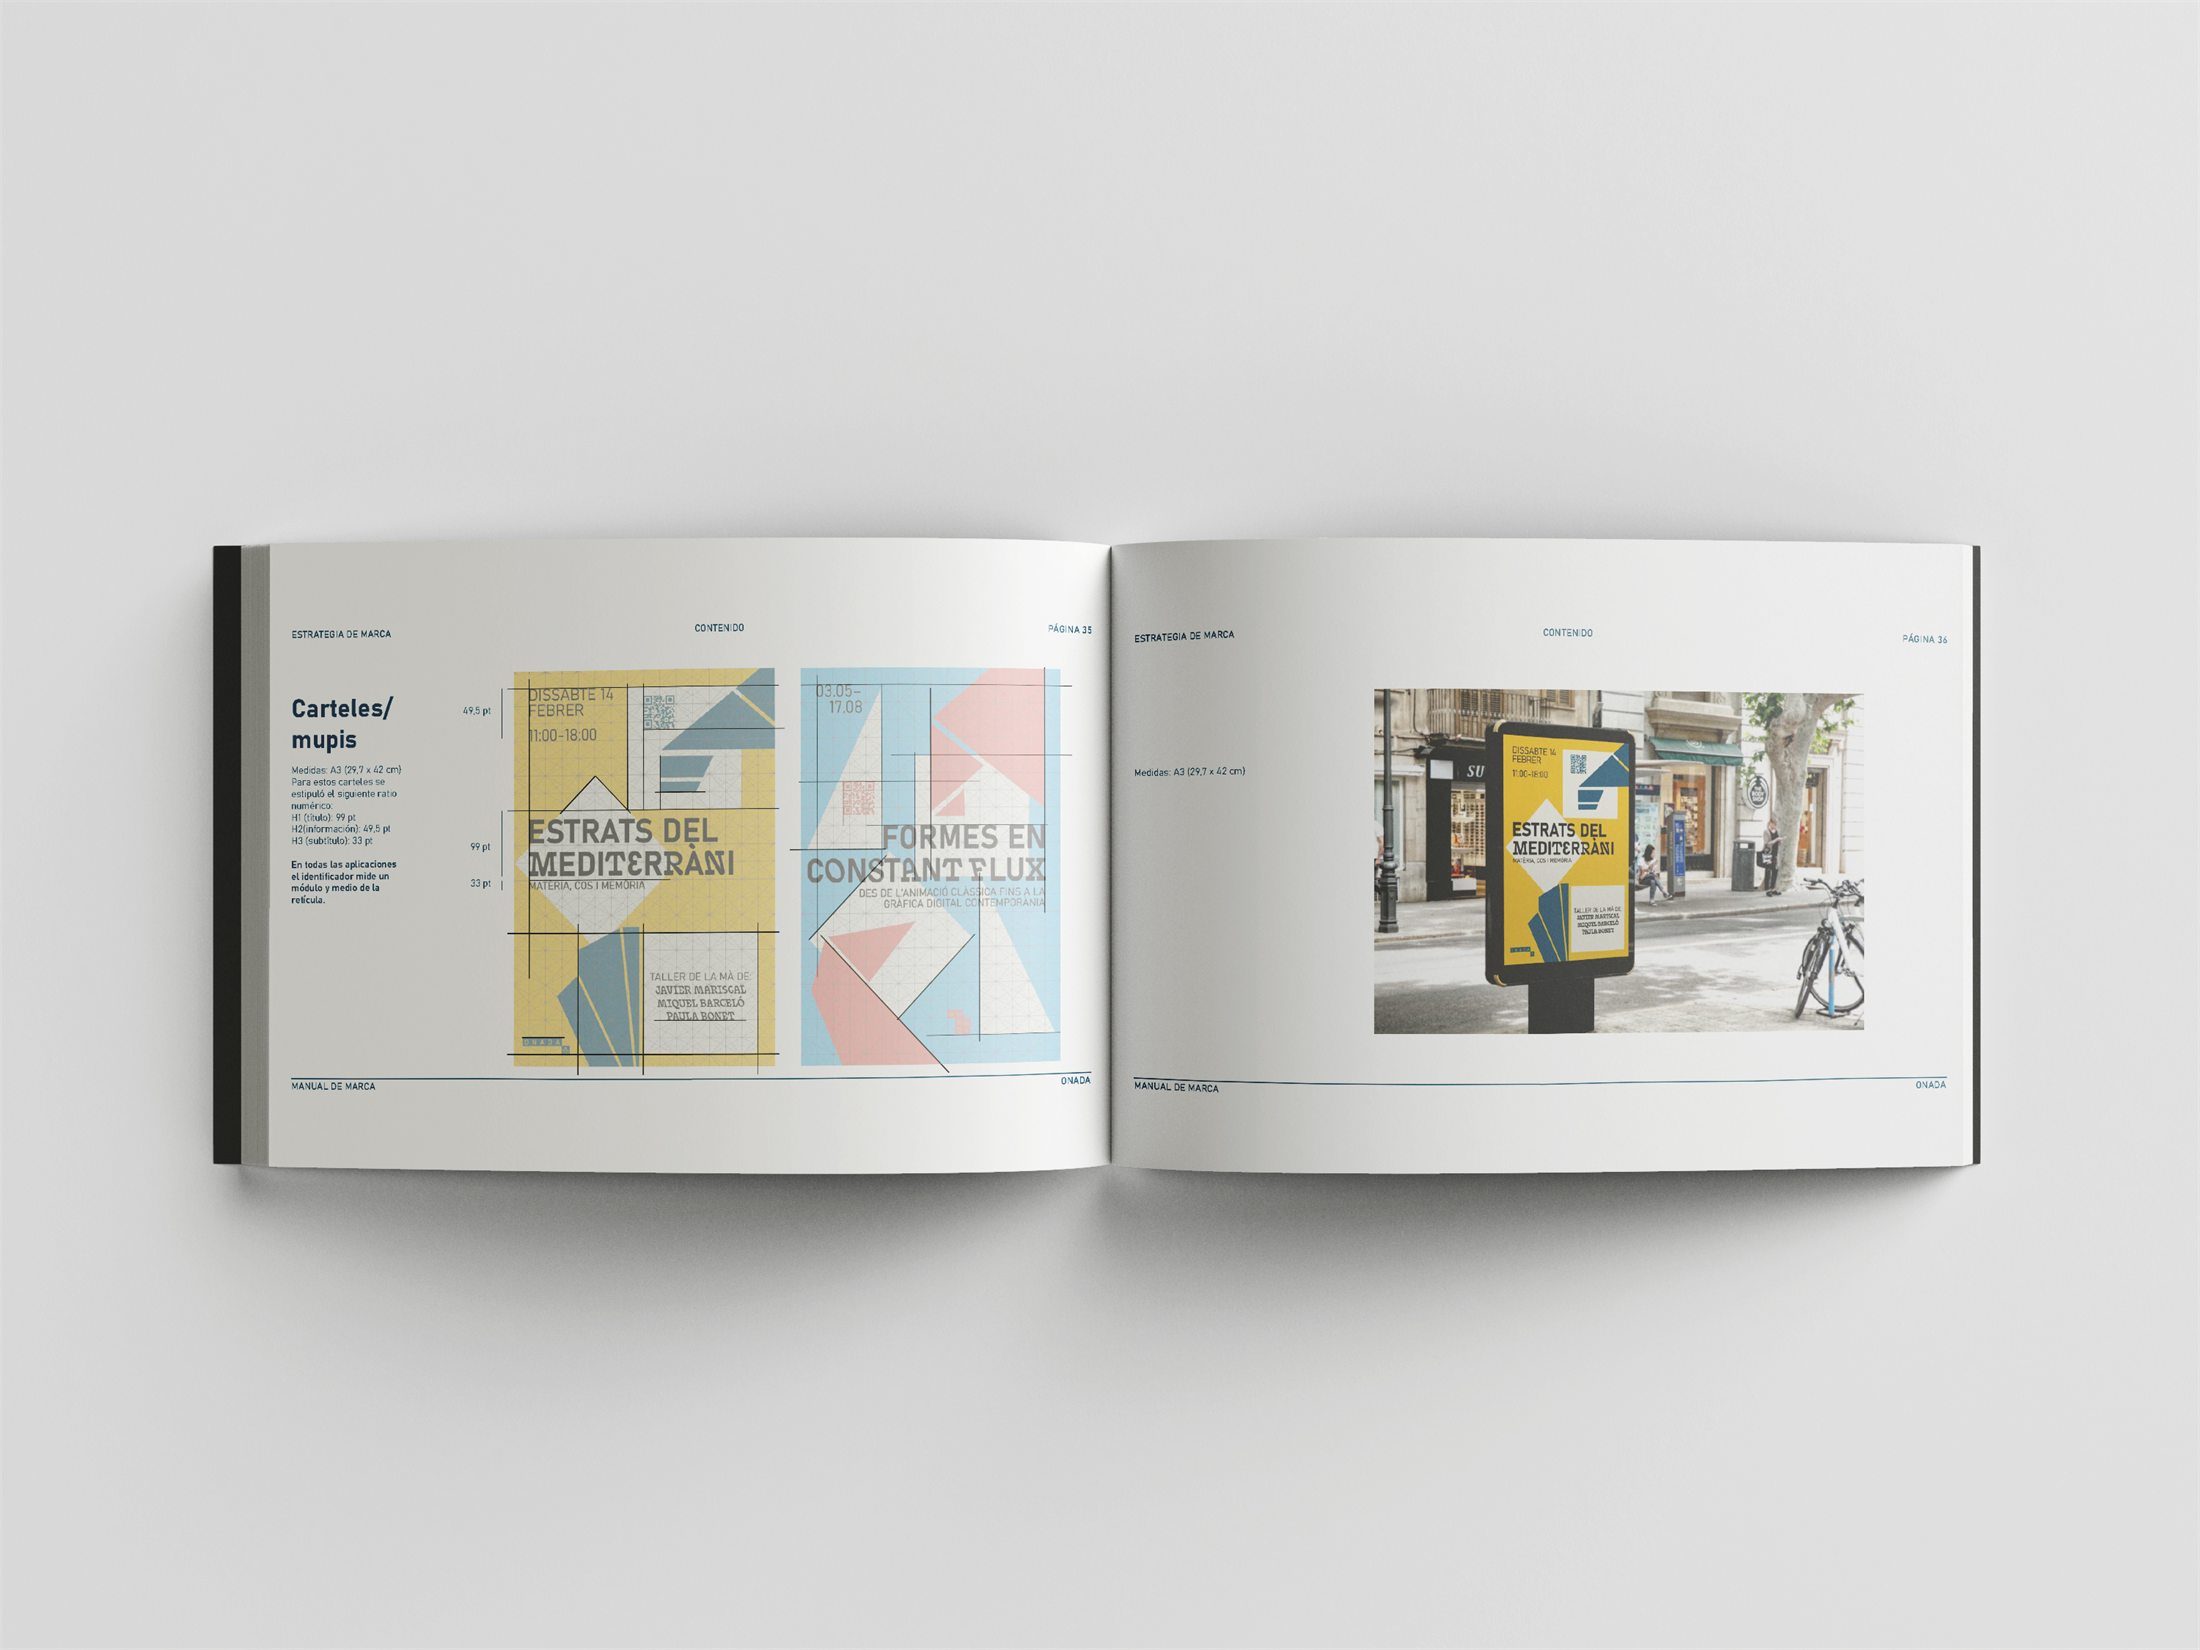 ESTRATEGIA DE MARCA
CONTENIDO
PÁGINA 35
Carteles/
mupis
Medidas: A3 (29,7 x 42 cm)
Para estos carteles se
estipuló el siguiente ratio
numérico:
H1 (título): 99 pt
H2(información): 49,5 pt
H3 (subtítulo): 33 pt
En todas las aplicaciones
el identificador mide un
módulo y medio de la
retícula.
49,5 pt
99 pt
33 pt
DISSABTE 14
FEBRER
11:00-18:00
ESTRATS DEL
MEDITERRÀNI
MATÈRIA, COS I MEMÒRIA
TALLER DE LA MÀ DE:
JAVIER MARISCAL
MIQUEL BARCELÓ
PAULA BONET
ONADA
03.05-
17.08
FORMES EN
CONSTANT FLUX
DES DE L'ANIMACIÓ CLÀSSICA FINS A LA
GRÀFICA DIGITAL CONTEMPORANIA
MANUAL DE MARCA
ONADA
ESTRATEGIA DE MARCA
CONTENIDO
PÁGINA 36
Medidas: A3 (29,7 x 42 cm)
SU
DISSABTE 14
FEBRER
11:00-18:00
ESTRATS DEL
MEDITERRÀNI
MATÈRIA, COS I MEMÒRIA
TALLER DE LA MÀ DE:
JAVIER MARISCAL
MIQUEL BARCELÓ
PAULA BONET
THE
BODY
SHOP
MANUAL DE MARCA
ONADA